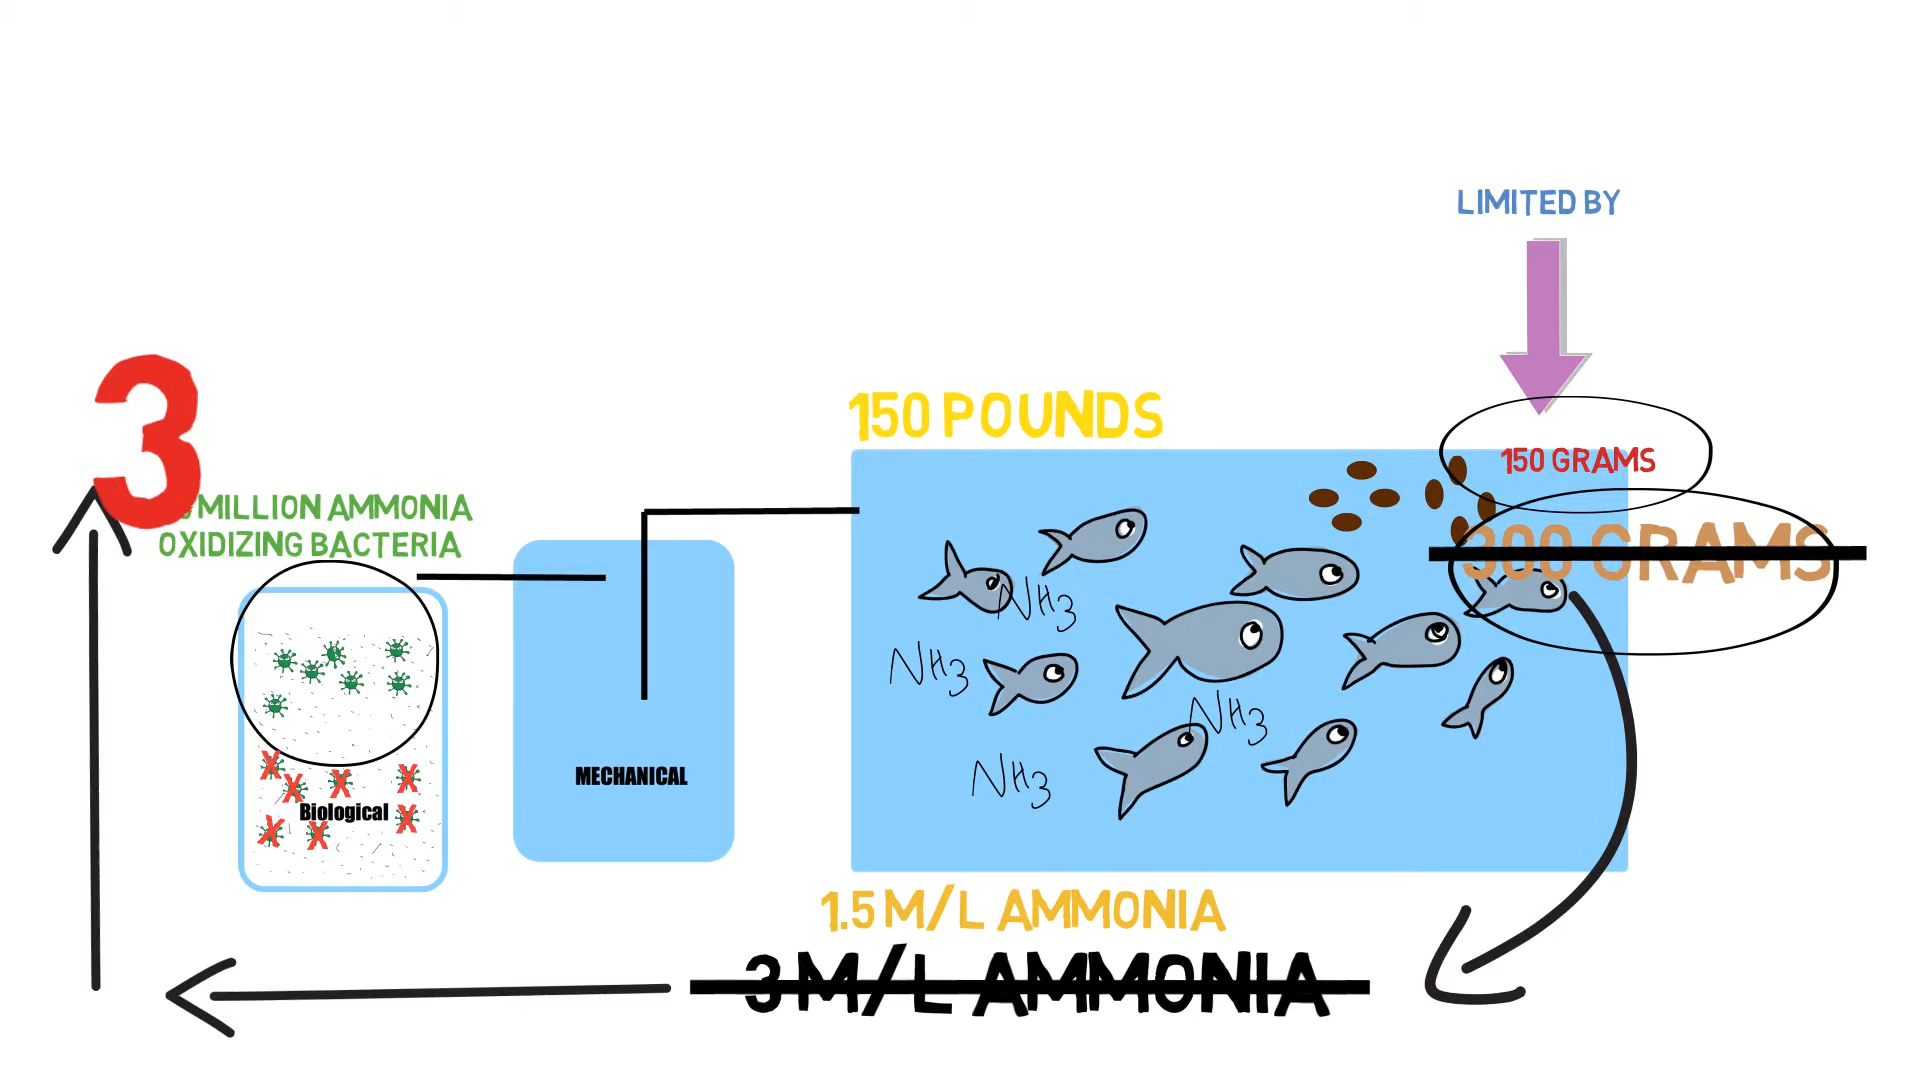 LIMITED BY
3
150 POUNDS
150 GRAMS
MILLION AMMONIA
OXIDIZING BACTERIA
300 GRAMS
NH3
NH3
NH3
NH3
MECHANICAL
Biological
1.5 M/L AMMONIA
3 M/L AMMONIA